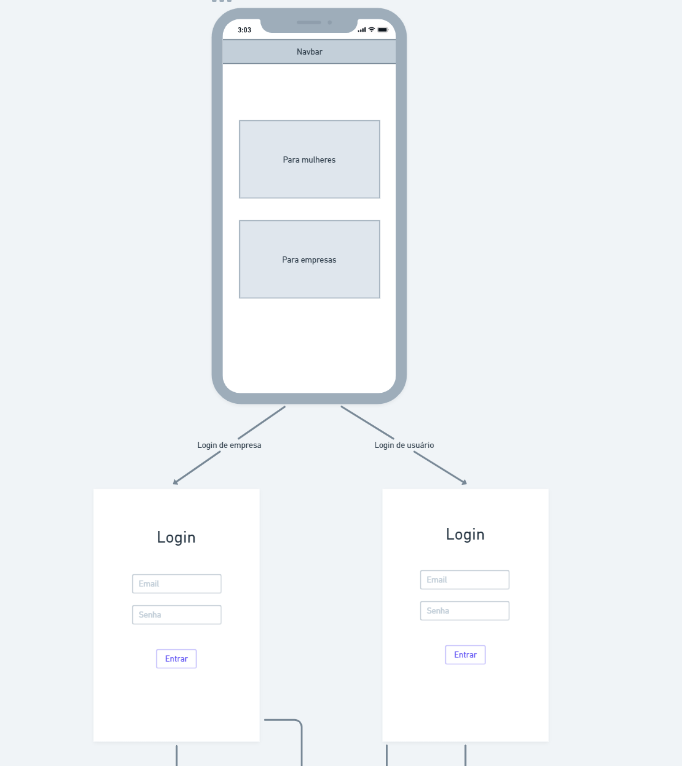 3:03
Navbar
Para mulheres
Para empresas
Login de empresa
Login de usuário
Login
Email
Senha
Entrar
Login
Email
Senha
Entrar